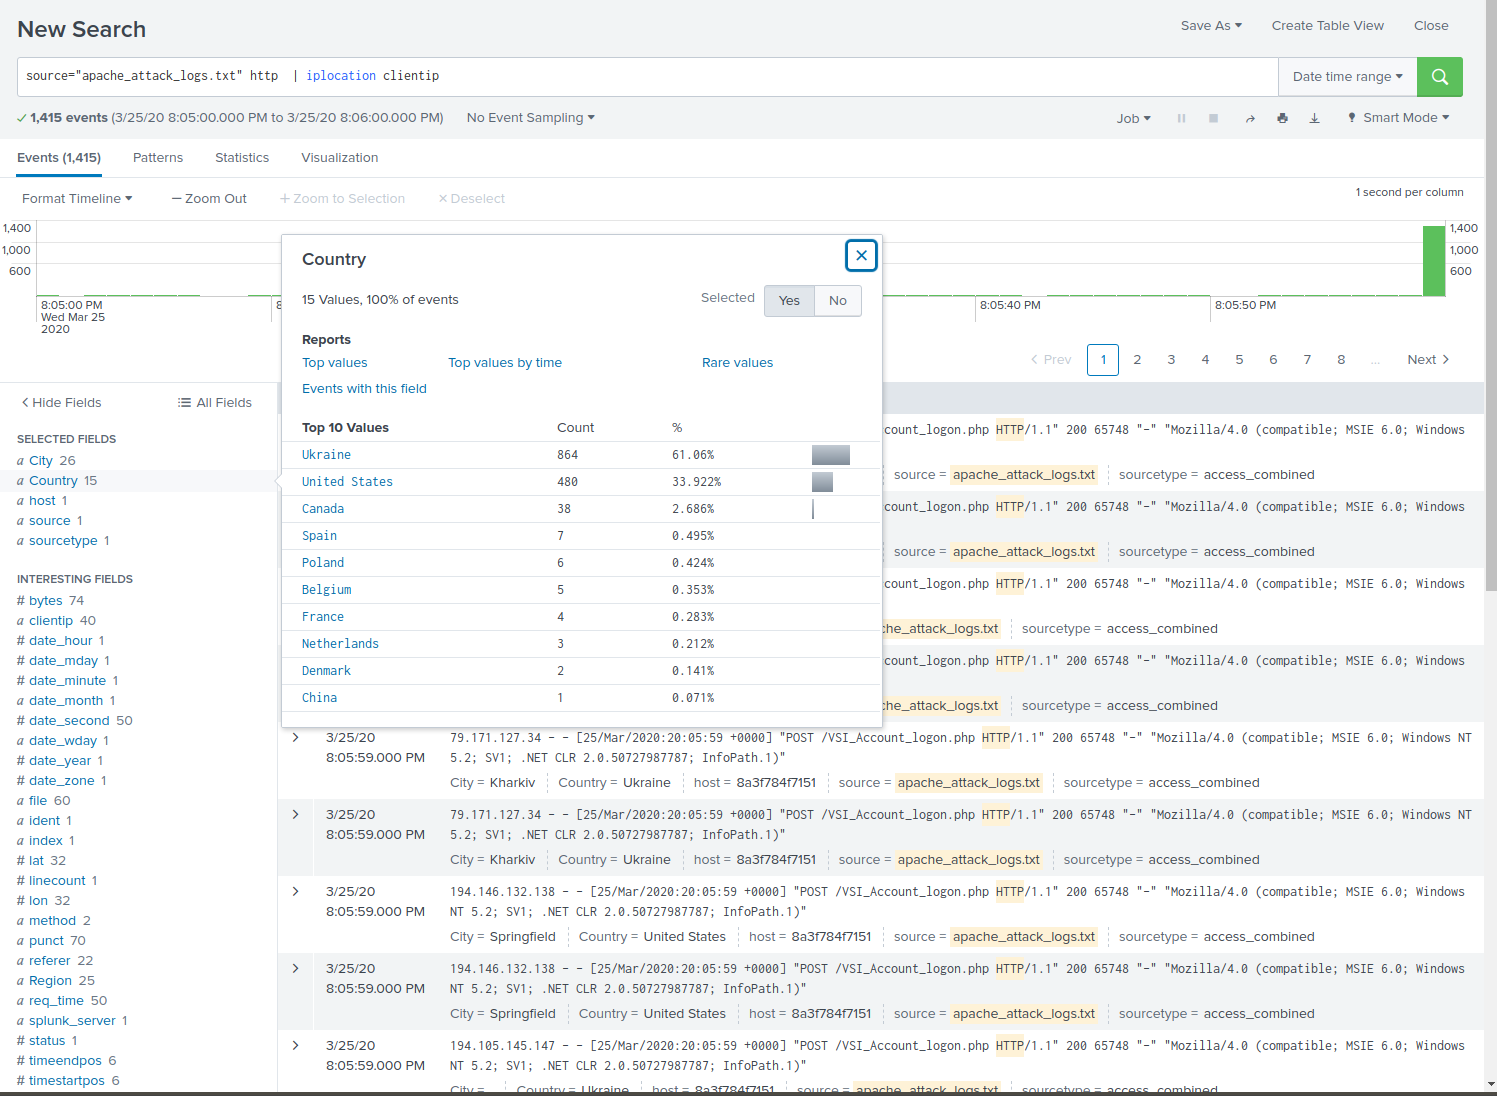 New Search
Save As
Create Table View
Close
source="apache_attack_logs.txt" http | iplocation clientip
Date time range
1,415 events (3/25/20 8:05:00.000 PM to 3/25/20 8:06:00.000 PM)
No Event Sampling
Job
Smart Mode
Events (1,415)
Patterns
Statistics
Visualization
Format Timeline
Zoom Out
Zoom to Selection
Deselect
1 second per column
1,400
1,000
600
1,400
1,000
600
8:05:00 PM
Wed Mar 25
2020
8
8:05:40 PM
8:05:50 PM
Country
15 Values, 100% of events
Selected
Yes
No
Reports
Top values
Top values by time
Rare values
Events with this field
Top 10 Values Count %
Ukraine 864 61.06%
United States 480 33.922%
Canada 38 2.686%
Spain 7 0.495%
Poland 6 0.424%
Belgium 5 0.353%
France 4 0.283%
Netherlands 3 0.212%
Denmark 2 0.141%
China 1 0.071%
Prev 1 2 3 4 5 6 7 8 ... Next
Hide Fields
All Fields
SELECTED FIELDS
a City 26
a Country 15
a host 1
a source 1
a sourcetype 1
INTERESTING FIELDS
# bytes 74
a clientip 40
# date_hour 1
# date_mday 1
# date_minute 1
a date_month 1
# date_second 50
a date_wday 1
# date_year 1
# date_zone 1
a file 60
a ident 1
a index 1
# lat 32
# linecount 1
# lon 32
a method 2
a punct 70
a referer 22
a Region 25
a req_time 50
a splunk_server 1
# status 1
# timeendpos 6
# timestartpos 6
count_logon.php HTTP/1.1" 200 65748 "-" "Mozilla/4.0 (compatible; MSIE 6.0; Windows
source = apache_attack_logs.txt sourcetype = access_combined
count_logon.php HTTP/1.1" 200 65748 "-" "Mozilla/4.0 (compatible; MSIE 6.0; Windows
source = apache_attack_logs.txt sourcetype = access_combined
count_logon.php HTTP/1.1" 200 65748 "-" "Mozilla/4.0 (compatible; MSIE 6.0; Windows
che_attack_logs.txt sourcetype = access_combined
count_logon.php HTTP/1.1" 200 65748 "-" "Mozilla/4.0 (compatible; MSIE 6.0; Windows
che_attack_logs.txt sourcetype = access_combined
3/25/20
8:05:59.000 PM
79.171.127.34 - - [25/Mar/2020:20:05:59 +0000] "POST /VSI_Account_logon.php HTTP/1.1" 200 65748 "-" "Mozilla/4.0 (compatible; MSIE 6.0; Windows NT
5.2; SV1; .NET CLR 2.0.50727987787; InfoPath.1)"
City = Kharkiv Country = Ukraine host = 8a3f784f7151 source = apache_attack_logs.txt sourcetype = access_combined
3/25/20
8:05:59.000 PM
79.171.127.34 - - [25/Mar/2020:20:05:59 +0000] "POST /VSI_Account_logon.php HTTP/1.1" 200 65748 "-" "Mozilla/4.0 (compatible; MSIE 6.0; Windows NT
5.2; SV1; .NET CLR 2.0.50727987787; InfoPath.1)"
City = Kharkiv Country = Ukraine host = 8a3f784f7151 source = apache_attack_logs.txt sourcetype = access_combined
3/25/20
8:05:59.000 PM
194.146.132.138 - - [25/Mar/2020:20:05:59 +0000] "POST /VSI_Account_logon.php HTTP/1.1" 200 65748 "-" "Mozilla/4.0 (compatible; MSIE 6.0; Windows
NT 5.2; SV1; .NET CLR 2.0.50727987787; InfoPath.1)"
City = Springfield Country = United States host = 8a3f784f7151 source = apache_attack_logs.txt sourcetype = access_combined
3/25/20
8:05:59.000 PM
194.146.132.138 - - [25/Mar/2020:20:05:59 +0000] "POST /VSI_Account_logon.php HTTP/1.1" 200 65748 "-" "Mozilla/4.0 (compatible; MSIE 6.0; Windows
NT 5.2; SV1; .NET CLR 2.0.50727987787; InfoPath.1)"
City = Springfield Country = United States host = 8a3f784f7151 source = apache_attack_logs.txt sourcetype = access_combined
3/25/20
8:05:59.000 PM
194.105.145.147 - - [25/Mar/2020:20:05:59 +0000] "POST /VSI_Account_logon.php HTTP/1.1" 200 65748 "-" "Mozilla/4.0 (compatible; MSIE 6.0; Windows
NT 5.2; SV1; .NET CLR 2.0.50727987787; InfoPath.1)"
City = Country = Ukraine host = 8a3f784f7151 source = apache_attack_logs.txt sourcetype = access_combined